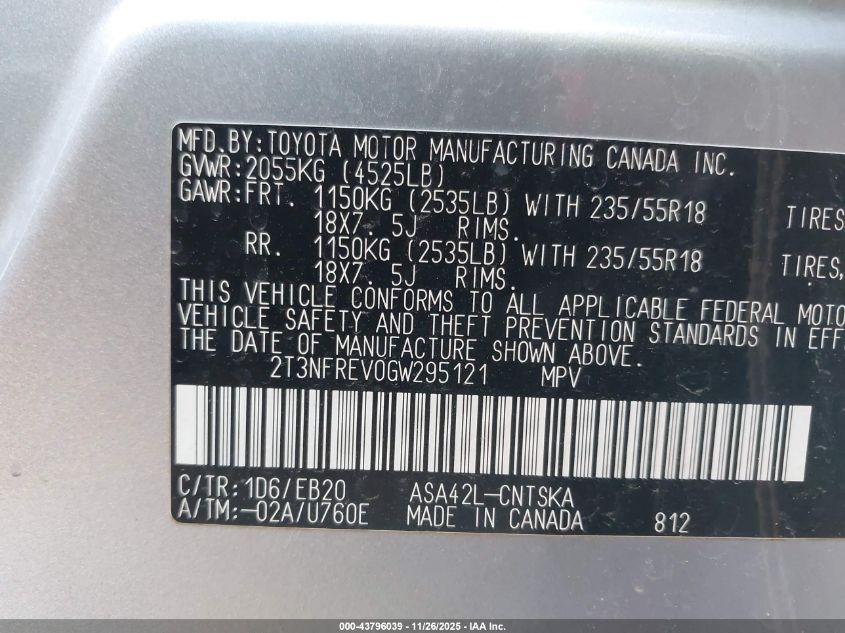 MFD.BY:TOYOTA MOTOR MANUFACTURING CANADA INC.
GVWR:2055KG (4525LB)
GAWR:FRT. 1150KG (2535LB) WITH 235/55R18 TIRES
18X7. 5J RIMS.
RR. 1150KG (2535LB) WITH 235/55R18 TIRES,
18X7. 5J RIMS.
THIS VEHICLE CONFORMS TO ALL APPLICABLE FEDERAL MOTO
VEHICLE SAFETY AND THEFT PREVENTION STANDARDS IN EFF
THE DATE OF MANUFACTURE SHOWN ABOVE.
2T3NFREV0GW295121 MPV
C/TR:1D6/EB20 ASA42L-CNTSKA
A/TM:-02A/U760E MADE IN CANADA 812
000-43796039 - 11/26/2025 - IAA Inc.